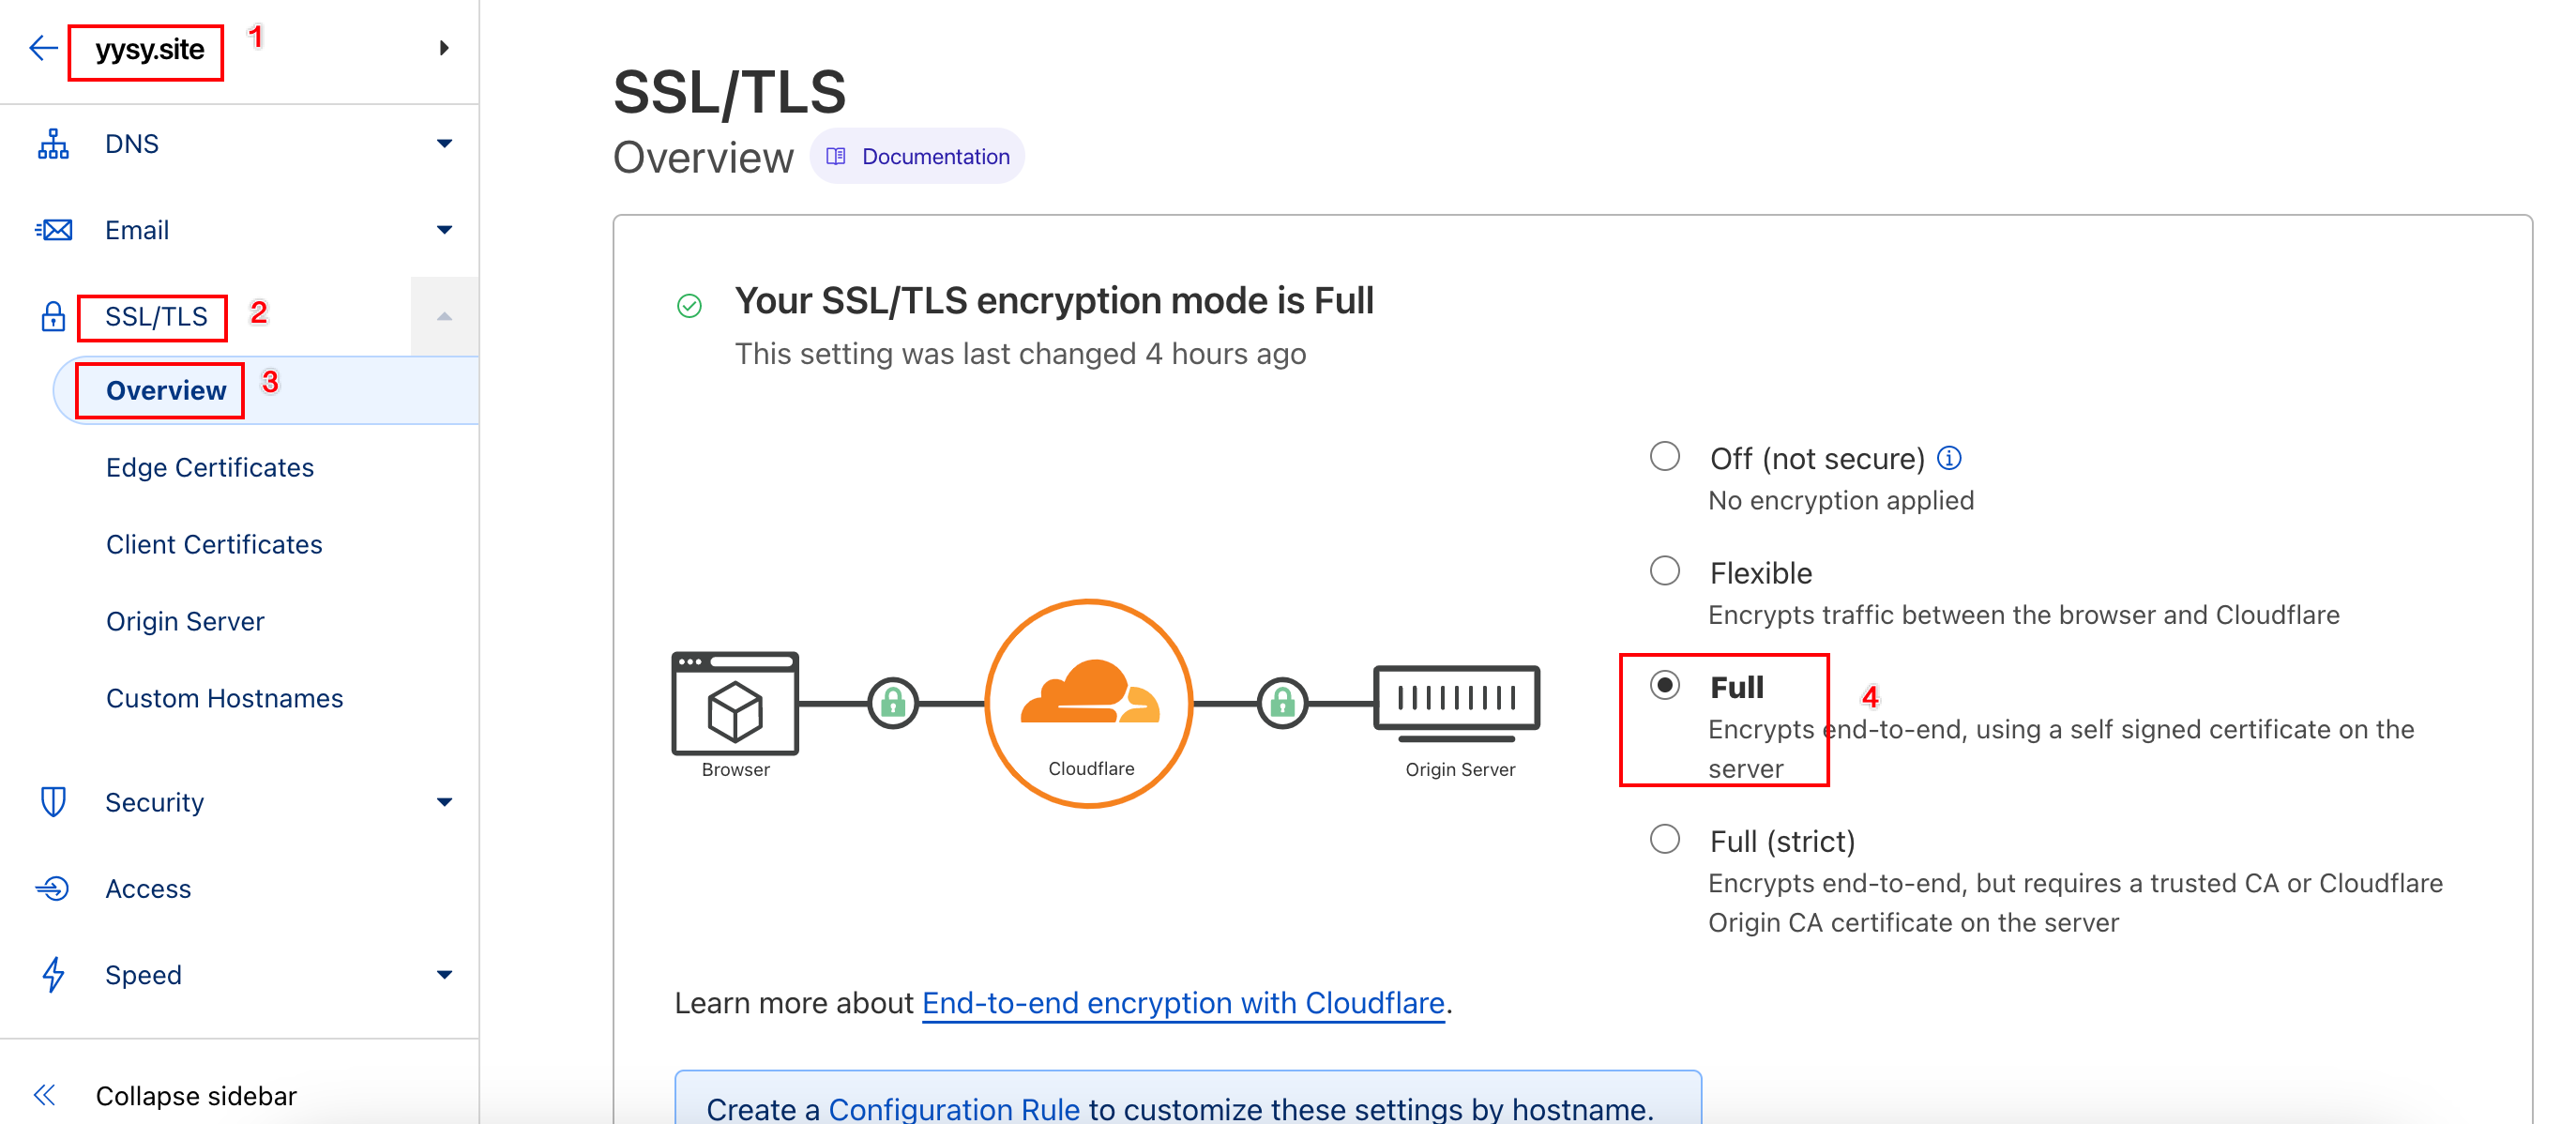 yysy.site
1
DNS
Email
SSL/TLS
2
Overview
3
Edge Certificates
Client Certificates
Origin Server
Custom Hostnames
Security
Access
Speed
Collapse sidebar
SSL/TLS
Overview
Documentation
Your SSL/TLS encryption mode is Full
This setting was last changed 4 hours ago
Browser
Cloudflare
Origin Server
Off (not secure)
No encryption applied
Flexible
Encrypts traffic between the browser and Cloudflare
Full
4
Encrypts end-to-end, using a self signed certificate on the
server
Full (strict)
Encrypts end-to-end, but requires a trusted CA or Cloudflare
Origin CA certificate on the server
Learn more about End-to-end encryption with Cloudflare.
Create a Configuration Rule to customize these settings by hostname.